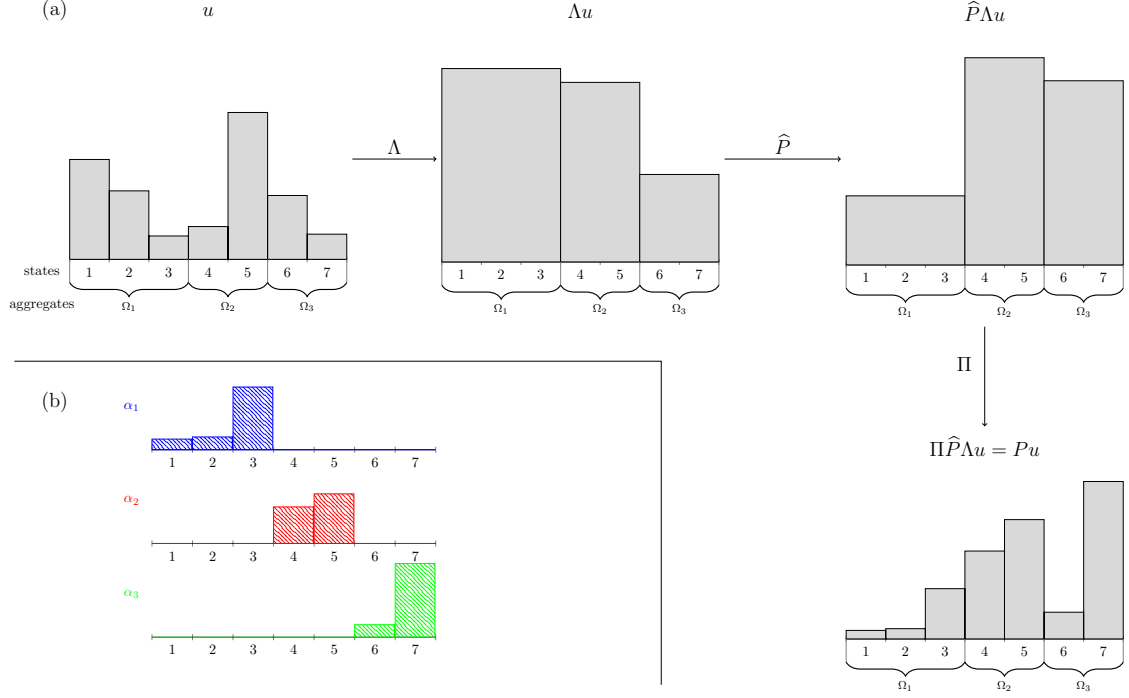 (a)
u
Λu
P̂Λu
Λ
P̂
states 1 2 3 4 5 6 7
1 2 3 4 5 6 7
1 2 3 4 5 6 7
aggregates Ω₁ Ω₂ Ω₃
Ω₁ Ω₂ Ω₃
Ω₁ Ω₂ Ω₃
Π
ΠP̂Λu = Pu
1 2 3 4 5 6 7
Ω₁ Ω₂ Ω₃
(b)
α₁
1 2 3 4 5 6 7
α₂
1 2 3 4 5 6 7
α₃
1 2 3 4 5 6 7